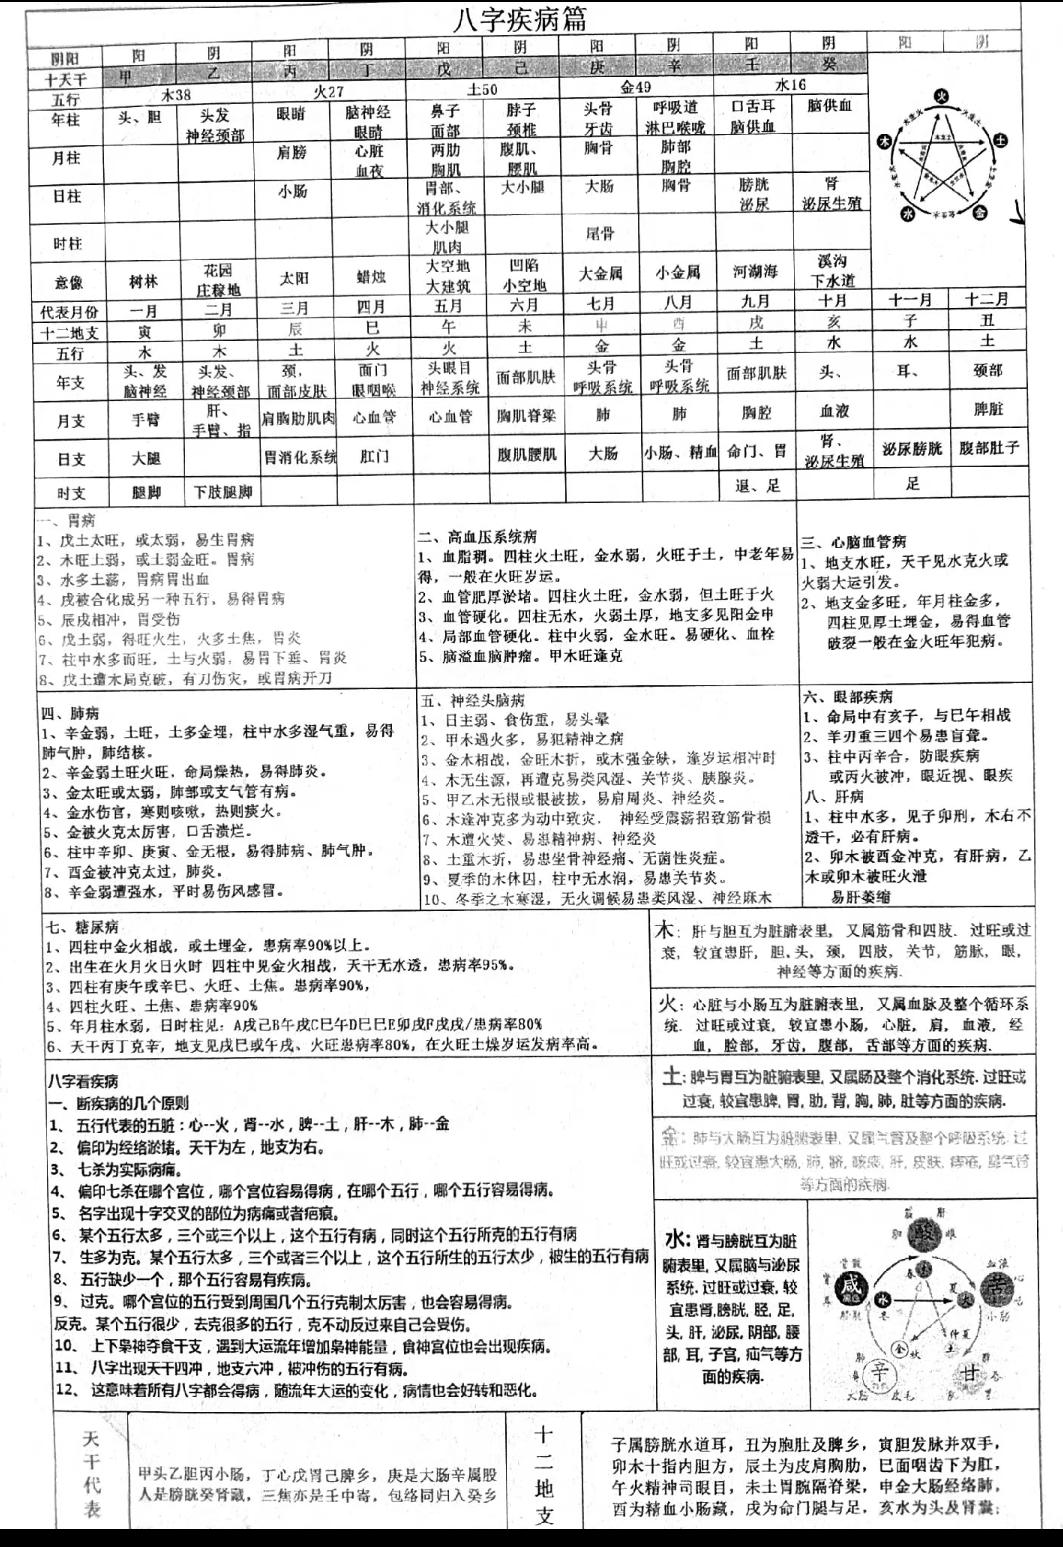 八字疾病篇
阴阳 阳 阴 阳 阴 阳 阴 阳 阴 阳 阴 阳 阴
十天干 甲 乙 丙 丁 戊 己 庚 辛 壬 癸
五行 木38 火27 土50 金49 水16
年柱 头、胆 头发 神经颈部 眼睛 脑神经 眼睛 鼻子 面部 脖子 颈椎 头骨 牙齿 呼吸道 淋巴喉咙 口舌耳 脑供血 脑供血
月柱 肩膀 心脏 血夜 两肋 胸肌 腹肌、 腰肌 胸骨 肺部 胸腔
日柱 小肠 胃部、 消化系统 大小腿 大肠 胸骨 膀胱 泌尿 肾 泌尿生殖
时柱 大小腿 肌肉 尾骨
意像 树林 花园 庄稼地 太阳 蜡烛 大空地 大建筑 凹陷 小空地 大金属 小金属 河湖海 溪沟 下水道
代表月份 一月 二月 三月 四月 五月 六月 七月 八月 九月 十月 十一月 十二月
十二地支 寅 卯 辰 巳 午 未 申 酉 戌 亥 子 丑
五行 木 木 土 火 火 土 金 金 土 水 水 土
年支 头、发 脑神经 头发、 神经颈部 颈, 面部皮肤 面门 眼咽喉 头眼目 神经系统 面部肌肤 头骨 呼吸系统 头骨 呼吸系统 面部肌肤 头、 耳、 颈部
月支 手臂 肝、 手臂、指 肩胸肋肌肉 心血管 心血管 胸肌脊梁 肺 肺 胸腔 血液 脾脏
日支 大腿 胃消化系统 肛门 腹肌腰肌 大肠 小肠、精血 命门、胃 肾、 泌尿生殖 泌尿膀胱 腹部肚子
时支 腿脚 下肢腿脚 退、足 足
一、胃病
1、戊土太旺，或太弱，易生胃病
2、木旺土弱，或土弱金旺。胃病
3、水多土蒻，胃病胃出血
4、戊被合化成另一种五行，易得胃病
5、辰戌相冲，胃受伤
6、戊土弱，得旺火生，火多土焦，胃炎
7、柱中水多而旺，土与火弱，易胃下垂、胃炎
8、戊土遭木局克破，有刀伤灾，或胃病开刀
二、高血压系统病
1、血脂稠。四柱火土旺，金水弱，火旺于土，中老年易
得，一般在火旺岁运。
2、血管肥厚淤堵。四柱火土旺，金水弱，但土旺于火
3、血管硬化。四柱无水，火弱土厚，地支多见阳金申
4、局部血管硬化。柱中火弱，金水旺。易硬化、血栓
5、脑溢血脑肿瘤。甲木旺逢克
三、心脑血管病
1、地支水旺，天干见水克火或
火弱大运引发。
2、地支金多旺，年月柱金多，
四柱见厚土埋金，易得血管
破裂一般在金火旺年犯病。
四、肺病
1、辛金弱，土旺，土多金埋，柱中水多湿气重，易得
肺气肿，肺结核。
2、辛金弱土旺火旺，命局燥热，易得肺炎。
3、金太旺或太弱，肺部或支气管有病。
4、金水伤官，寒则咳嗽，热则痰火。
5、金被火克太厉害，口舌溃烂。
6、柱中辛卯、庚寅、金无根，易得肺病、肺气肿。
7、酉金被冲克太过，肺炎。
8、辛金弱遭强水，平时易伤风感冒。
五、神经头脑病
1、日主弱、食伤重，易头晕
2、甲木遇火多，易犯精神之病
3、金木相战，金旺木折，或木强金缺，逢岁运相冲时
4、木无生源，再遭克易类风湿、关节炎、胰腺炎。
5、甲乙木无根或根被拔，易肩周炎、神经炎。
6、木逢冲克多为动中致灾， 神经受震蒻招致筋骨损
7、木遭火焚、易患精神病、神经炎
8、土重木折，易患坐骨神经痛、无菌性炎症。
9、夏季的木休囚，柱中无水润，易患关节炎。
10、冬季之木寒湿，无火调候易患类风湿、神经麻木
六、眼部疾病
1、命局中有亥子，与巳午相战
2、羊刃重三四个易患盲聋。
3、柱中丙辛合，防眼疾病
或丙火被冲，眼近视、眼疾
八、肝病
1、柱中水多，见子卯刑，木右不
透干，必有肝病。
2、卯木被酉金冲克，有肝病，乙
木或卯木被旺火泄
易肝萎缩
七、糖尿病
1、四柱中金火相战，或土埋金，患病率90%以上。
2、出生在火月火日火时 四柱中见金火相战，天干无水透，患病率95%。
3、四柱有庚午或辛巳、火旺、土焦。患病率90%，
4、四柱火旺、土焦、患病率90%
5、年月柱水弱，日时柱见：A戌己B午戌C巳午D巳巳E卯戌F戌戌/患病率80%
6、天干丙丁克辛，地支见戌巳或午戌、火旺患病率80%，在火旺土燥岁运发病率高。
木：肝与胆互为脏腑表里，又属筋骨和四肢．过旺或过
衰，较宜患肝，胆，头，颈，四肢，关节，筋脉，眼，
神经等方面的疾病.
火：心脏与小肠互为脏腑表里，又属血脉及整个循环系
统．过旺或过衰，较宜患小肠，心脏，肩，血液，经
血，脸部，牙齿，腹部，舌部等方面的疾病.
土：脾与胃互为脏腑表里，又属肠及整个消化系统．过旺或
过衰，较宜患脾，胃，肋，背，胸，肺，肚等方面的疾病.
金：肺与大肠互为脏腑表里，又属气管及整个呼吸系统．过
旺或过衰，较宜患大肠，肺，脐，咳痰，肝，皮肤，痔疮，鼻气管
等方面的疾病.
水：肾与膀胱互为脏
腑表里，又属脑与泌尿
系统．过旺或过衰，较
宜患肾，膀胱，胫，足，
头，肝，泌尿，阴部，腰
部，耳，子宫，疝气等方
面的疾病.
八字看疾病
一、断疾病的几个原则
1、 五行代表的五脏：心--火，肾--水，脾--土，肝--木，肺--金
2、 偏印为经络淤堵。天干为左，地支为右。
3、 七杀为实际病痛。
4、 偏印七杀在哪个宫位，哪个宫位容易得病，在哪个五行，哪个五行容易得病。
5、 名字出现十字交叉的部位为病痛或者疤痕。
6、 某个五行太多，三个或三个以上，这个五行有病，同时这个五行所克的五行有病
7、 生多为克。某个五行太多，三个或者三个以上，这个五行所生的五行太少，被生的五行有病
8、 五行缺少一个，那个五行容易有疾病。
9、 过克。哪个宫位的五行受到周围几个五行克制太厉害，也会容易得病。
反克。某个五行很少，去克很多的五行，克不动反过来自己会受伤。
10、 上下枭神夺食干支，遇到大运流年增加枭神能量，食神宫位也会出现疾病。
11、 八字出现天干四冲，地支六冲，被冲伤的五行有病。
12、 这意味着所有八字都会得病，随流年大运的变化，病情也会好转和恶化。
天干代表
甲头乙胆丙小肠，丁心戊胃己脾乡，庚是大肠辛属股
人是膀胱癸肾藏，三焦亦是壬中寄，包络同归入癸乡
十二地支
子属膀胱水道耳，丑为胞肚及脾乡，寅胆发脉并双手，
卯木十指内胆方，辰土为皮肩胸肋，巳面咽齿下为肛，
午火精神司眼目，未土胃脘隔脊梁，申金大肠经络肺，
酉为精血小肠藏，戌为命门腿与足，亥水为头及肾囊；
火
土
金
水
木
酸
苦
甘
辛
咸